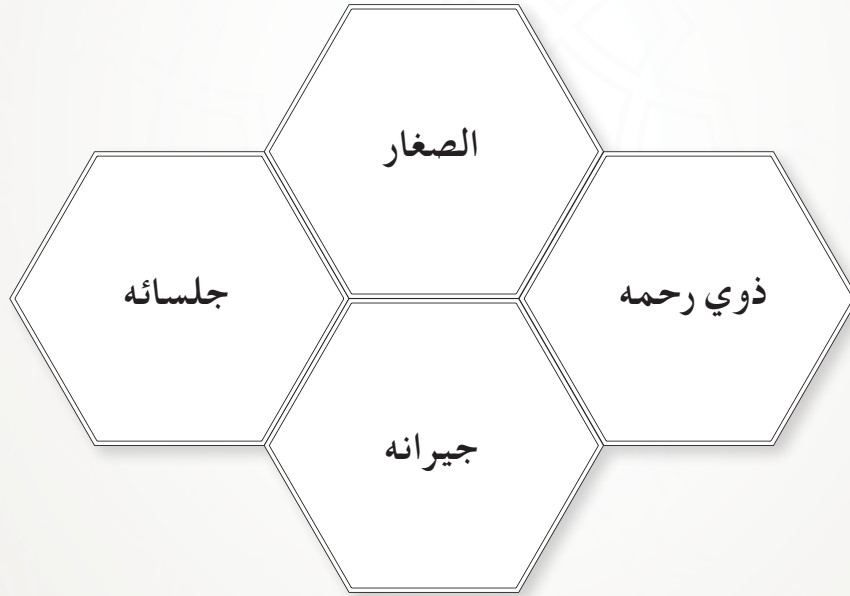 الصغار
ذوي رحمه
جلسائه
جيرانه